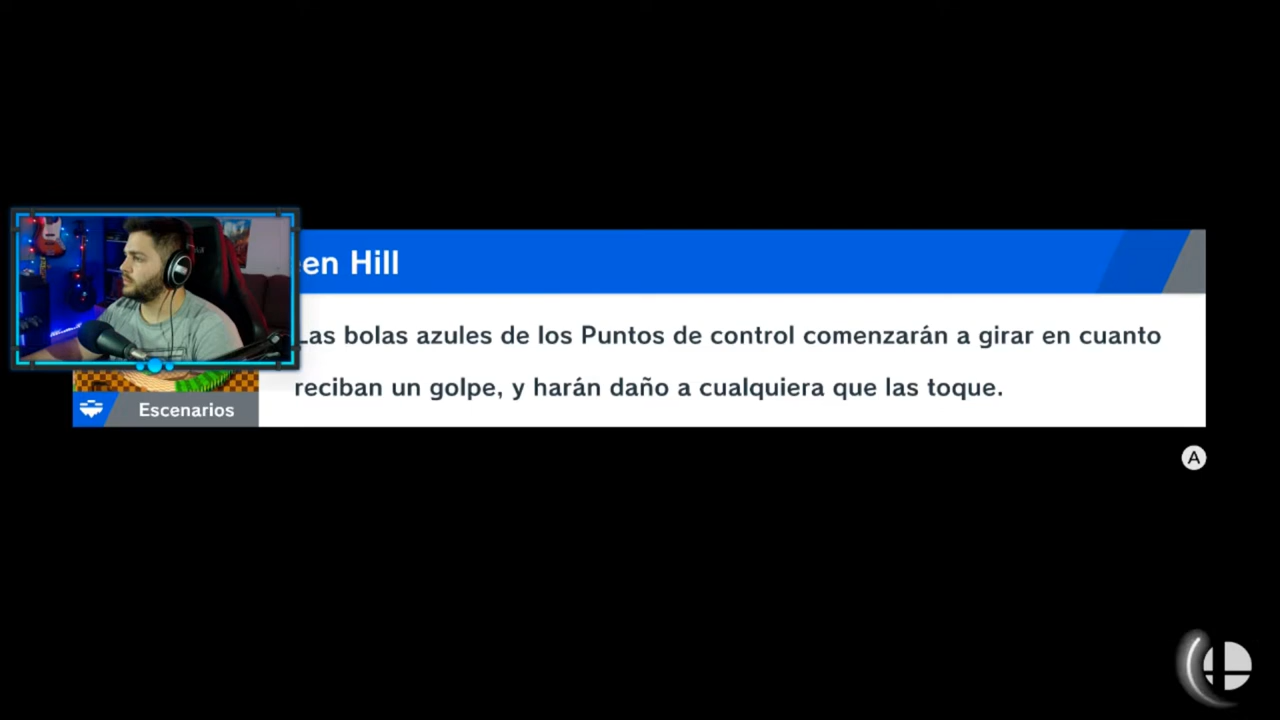 en Hill
Las bolas azules de los Puntos de control comenzarán a girar en cuanto
reciban un golpe, y harán daño a cualquiera que las toque.
Escenarios
A